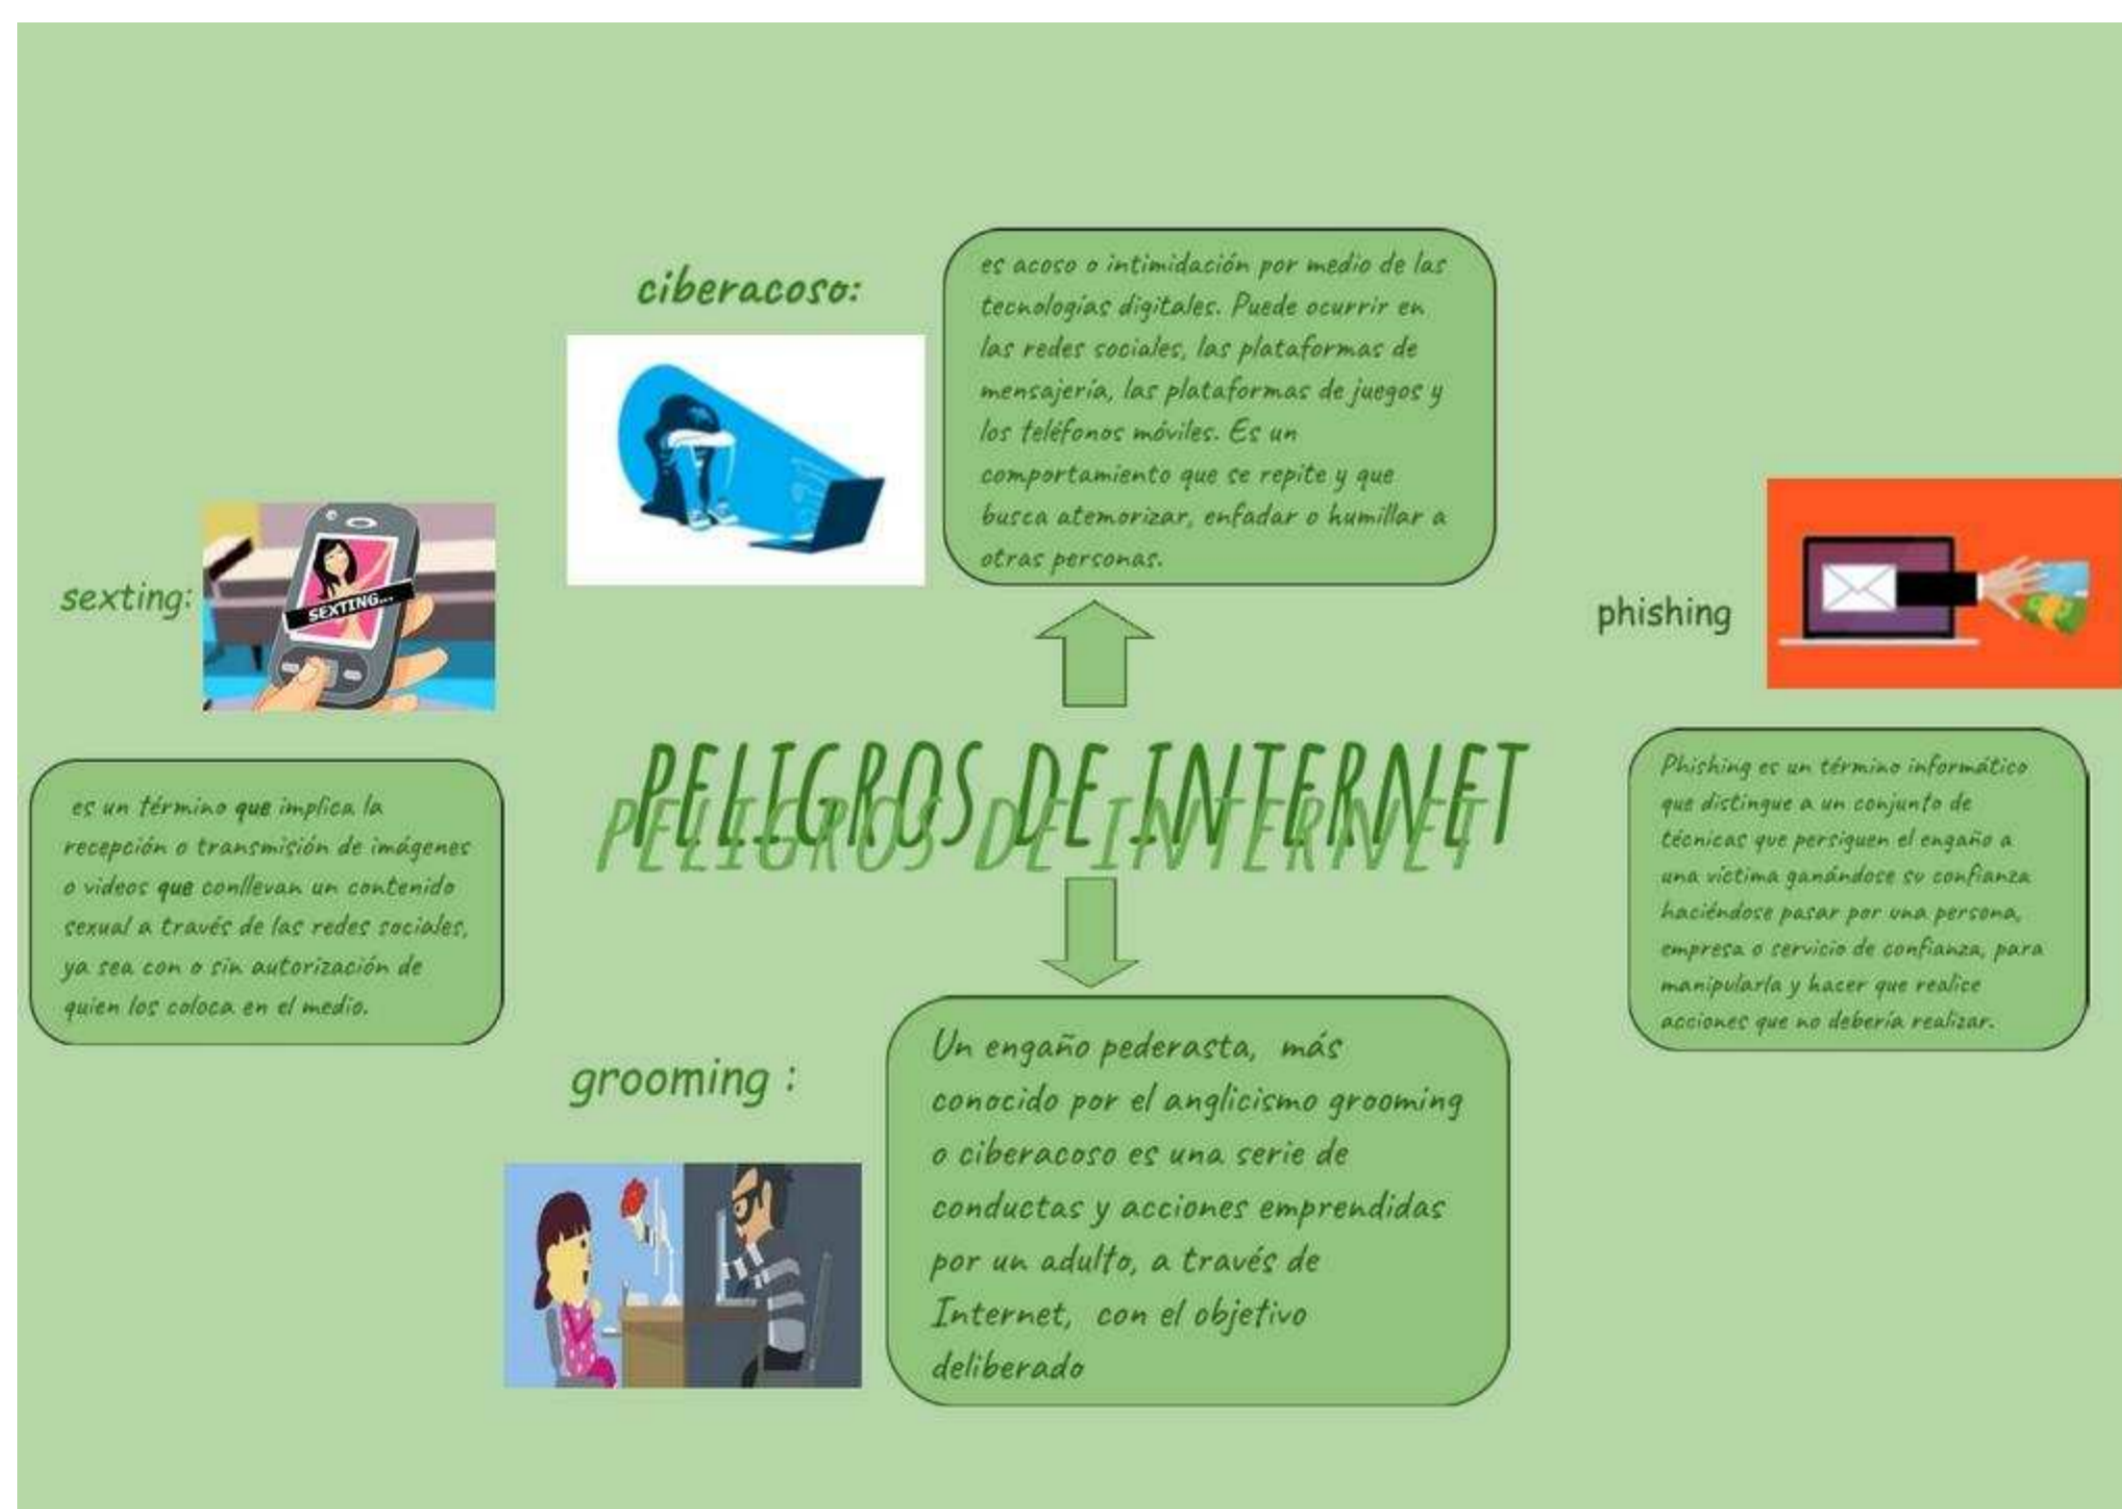 ciberacoso:
es acoso o intimidación por medio de las
tecnologías digitales. Puede ocurrir en
las redes sociales, las plataformas de
mensajería, las plataformas de juegos y
los teléfonos móviles. Es un
comportamiento que se repite y que
busca atemorizar, enfadar o humillar a
otras personas.
sexting:
SEXTING...
es un término que implica la
recepción o transmisión de imágenes
o videos que conllevan un contenido
sexual a través de las redes sociales,
ya sea con o sin autorización de
quien los coloca en el medio.
PELIGROS DE INTERNET
PELIGROS DE INTERNET
phishing
Phishing es un término informático
que distingue a un conjunto de
técnicas que persiguen el engaño a
una víctima ganándose su confianza
haciéndose pasar por una persona,
empresa o servicio de confianza, para
manipularla y hacer que realice
acciones que no debería realizar.
grooming :
Un engaño pederasta, más
conocido por el anglicismo grooming
o ciberacoso es una serie de
conductas y acciones emprendidas
por un adulto, a través de
Internet, con el objetivo
deliberado